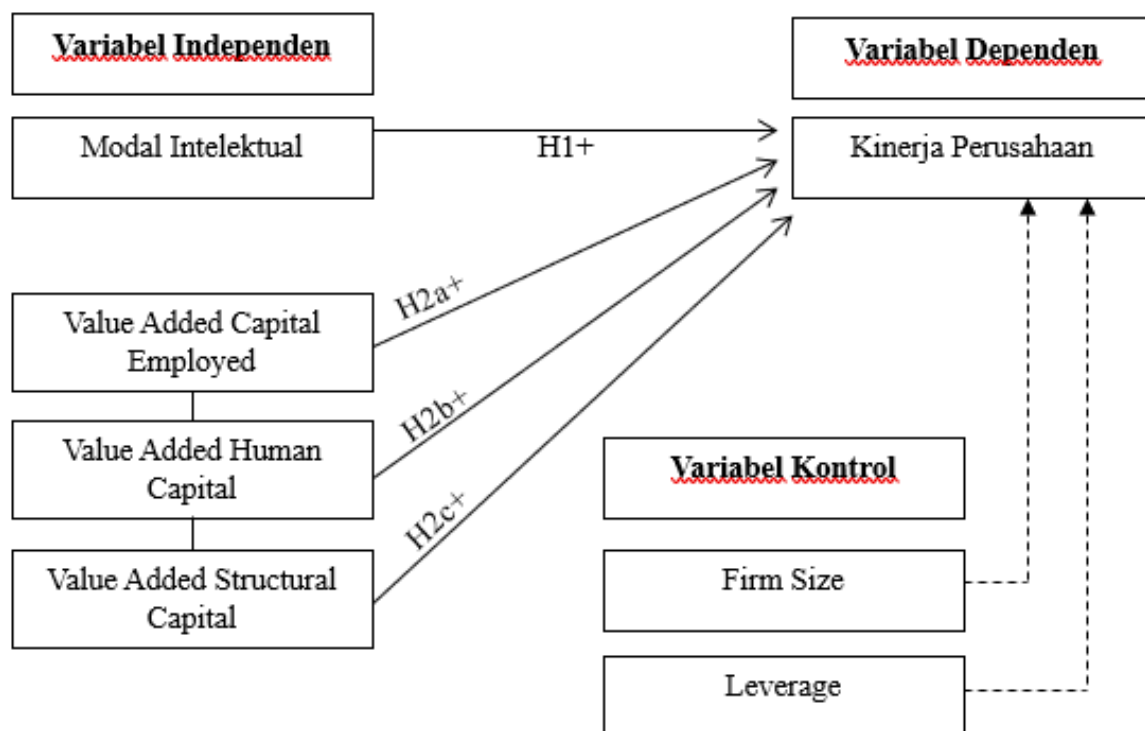 Variabel Independen
Variabel Dependen
Modal Intelektual
H1+
Kinerja Perusahaan
H2a+
Value Added Capital
Employed
H2b+
Value Added Human
Capital
Variabel Kontrol
H2c+
Value Added Structural
Capital
Firm Size
Leverage